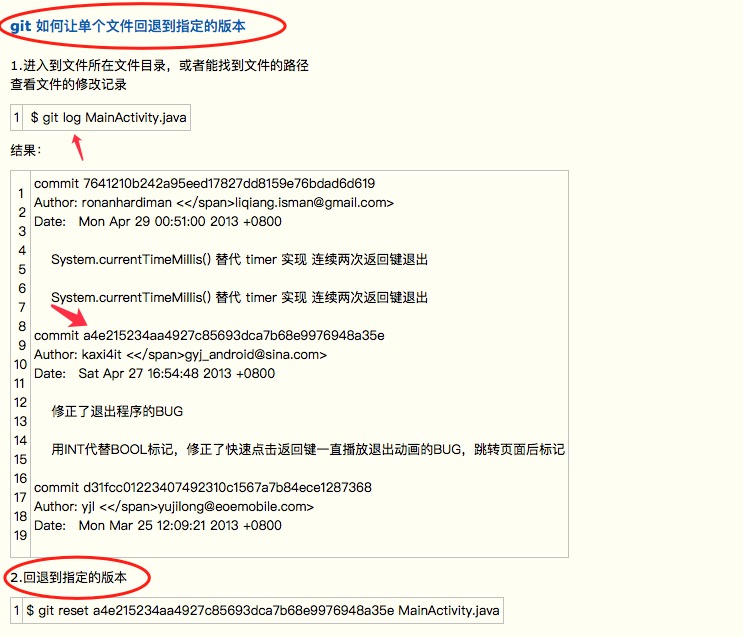 git 如何让单个文件回退到指定的版本
1.进入到文件所在文件目录，或者能找到文件的路径
查看文件的修改记录
1 $ git log MainActivity.java
结果：
1 commit 7641210b242a95eed17827dd8159e76bdad6d619
2 Author: ronanhardiman <</span>liqiang.isman@gmail.com>
3 Date: Mon Apr 29 00:51:00 2013 +0800
4
5 System.currentTimeMillis() 替代 timer 实现 连续两次返回键退出
6
7 System.currentTimeMillis() 替代 timer 实现 连续两次返回键退出
8
9 commit a4e215234aa4927c85693dca7b68e9976948a35e
10 Author: kaxi4it <</span>gyj_android@sina.com>
11 Date: Sat Apr 27 16:54:48 2013 +0800
12
13 修正了退出程序的BUG
14
15 用INT代替BOOL标记，修正了快速点击返回键一直播放退出动画的BUG，跳转页面后标记
16
17 commit d31fcc01223407492310c1567a7b84ece1287368
18 Author: yjl <</span>yujilong@eoemobile.com>
19 Date: Mon Mar 25 12:09:21 2013 +0800
2.回退到指定的版本
1 $ git reset a4e215234aa4927c85693dca7b68e9976948a35e MainActivity.java